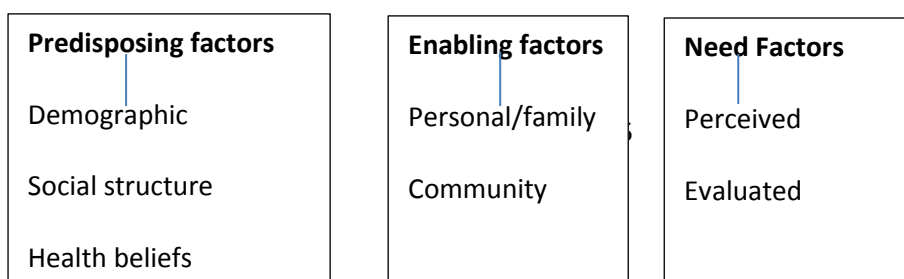 Predisposing factors
Demographic
Social structure
Health beliefs
Enabling factors
Personal/family
Community
Need Factors
Perceived
Evaluated